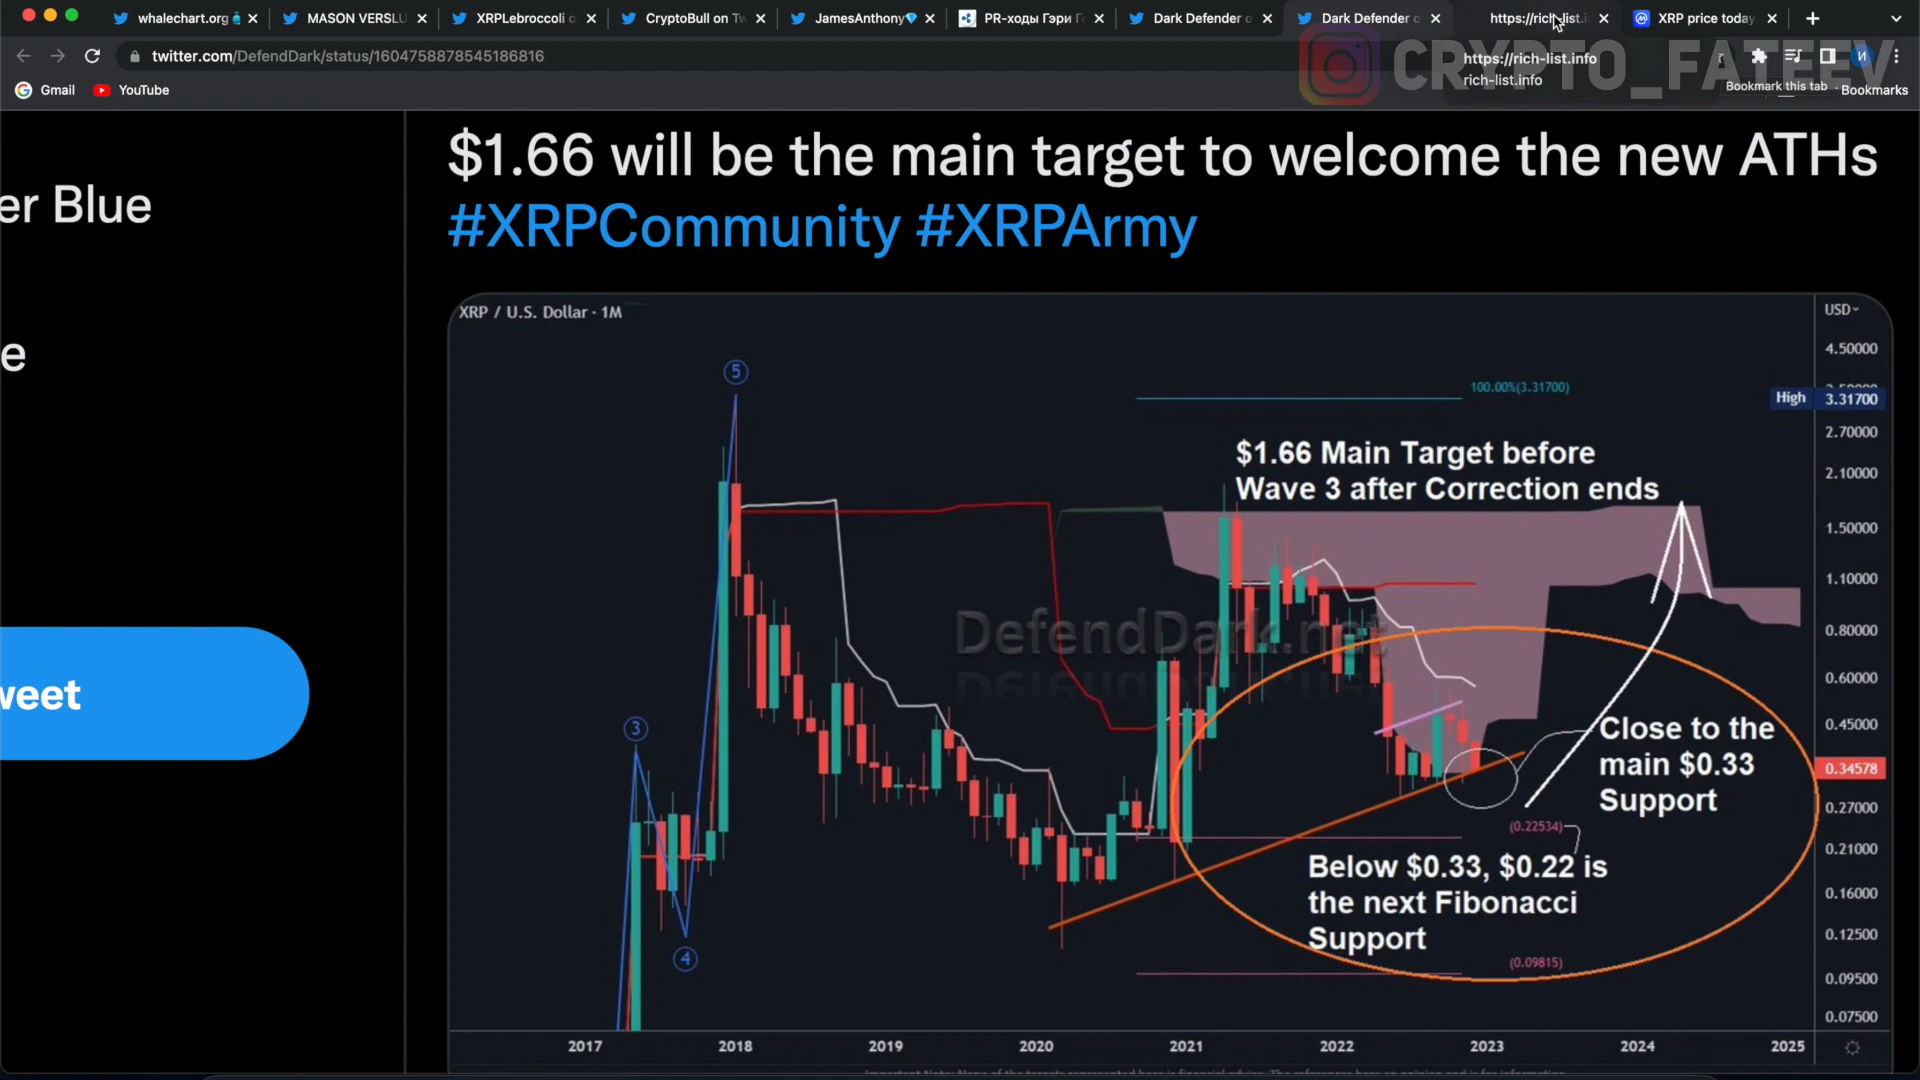 whalechart.org
MASON VERSLU
XRPLebroccoli o
CryptoBull on Tw
JamesAnthony
PR-ходы Гэри Г
Dark Defender o
Dark Defender o
https://rich-list.i
XRP price today,
twitter.com/DefendDark/status/1604758878545186816
https://rich-list.info
rich-list.info
CRYPTO_FATEEV
И
Bookmark this tab
Gmail
YouTube
Bookmarks
$1.66 will be the main target to welcome the new ATHs
#XRPCommunity #XRPArmy
er Blue
e
weet
XRP / U.S. Dollar · 1M
USD
4.50000
100.00%(3.31700)
High 3.31700
2.70000
2.10000
1.50000
1.10000
0.80000
0.60000
0.45000
0.34578
0.27000
0.21000
0.16000
0.12500
0.09500
0.07500
5
3
4
$1.66 Main Target before
Wave 3 after Correction ends
DefendDark.net
Close to the
main $0.33
Support
(0.22534)
Below $0.33, $0.22 is
the next Fibonacci
Support
(0.09815)
2017 2018 2019 2020 2021 2022 2023 2024 2025